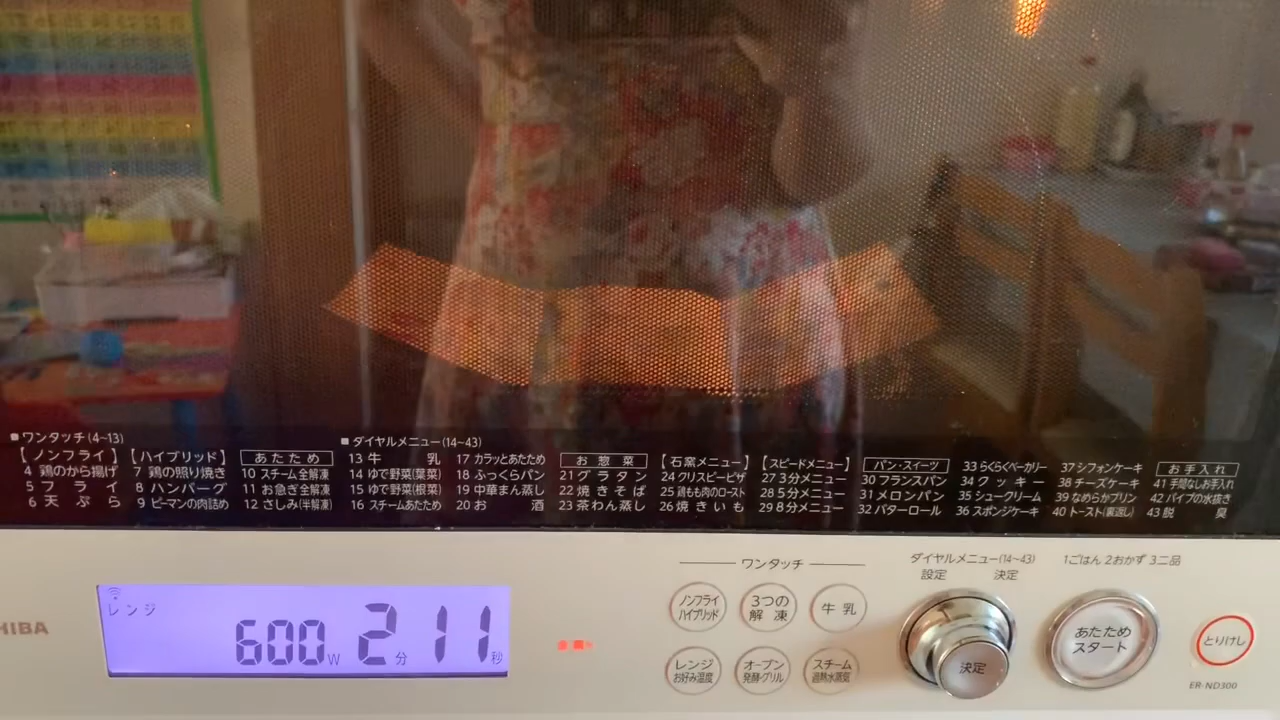 ■ワンタッチ(4~13)
【ノンフライ】
4 鶏のから揚げ
5 フライ
6 天ぷら
【ハイブリッド】
7 鶏の照り焼き
8 ハンバーグ
9 ピーマンの肉詰め
あたため
10 スチーム全解凍
11 お急ぎ全解凍
12 さしみ(半解凍)
13 牛乳
■ダイヤルメニュー(14~43)
14 ゆで野菜(葉菜)
15 ゆで野菜(根菜)
16 スチームあたため
17 カラッとあたため
18 ふっくらパン
19 中華まん蒸し
20 お酒
お惣菜
21 グラタン
22 焼きそば
23 茶わん蒸し
【石窯メニュー】
24 クリスピーピザ
25 鶏もも肉のロースト
26 焼きいも
【スピードメニュー】
27 3分メニュー
28 5分メニュー
29 8分メニュー
パン・スイーツ
30 フランスパン
31 メロンパン
32 バターロール
33 らくらくベーカリー
34 クッキー
35 シュークリーム
36 スポンジケーキ
37 シフォンケーキ
38 チーズケーキ
39 なめらかプリン
40 トースト(裏返し)
お手入れ
41 手間なしお手入れ
42 パイプの水抜き
43 脱臭
HIBA
レンジ
600W 2分11秒
ワンタッチ
ノンフライ
ハイブリッド
3つの
解凍
牛乳
レンジ
お好み温度
オーブン
発酵・グリル
スチーム
過熱水蒸気
ダイヤルメニュー(14~43)
設定 決定
決定
1ごはん 2おかず 3二品
あたため
スタート
とりけし
ER-ND300